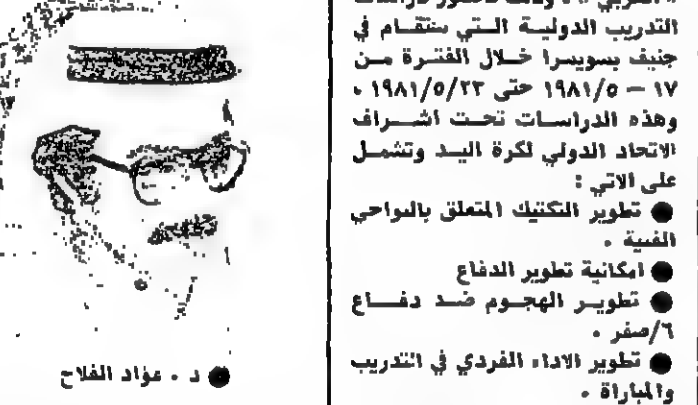 التدريب الدولية التي ستقام في
جنيف بسويسرا خلال الفترة من
١٧ — ١٩٨١/٥ حتى ١٩٨١/٥/٢٣ ،
وهذه الدراسات تحت اشراف
الاتحاد الدولي لكرة اليد وتشمل
على الاتي :
● تطوير التكتيك المتعلق بالنواحي
الفنية .
● امكانية تطوير الدفاع
● تطوير الهجوم ضد دفاع
٦/صفر .
● تطوير الاداء الفردي في التدريب
والمباراة .
● د . فؤاد الفلاح